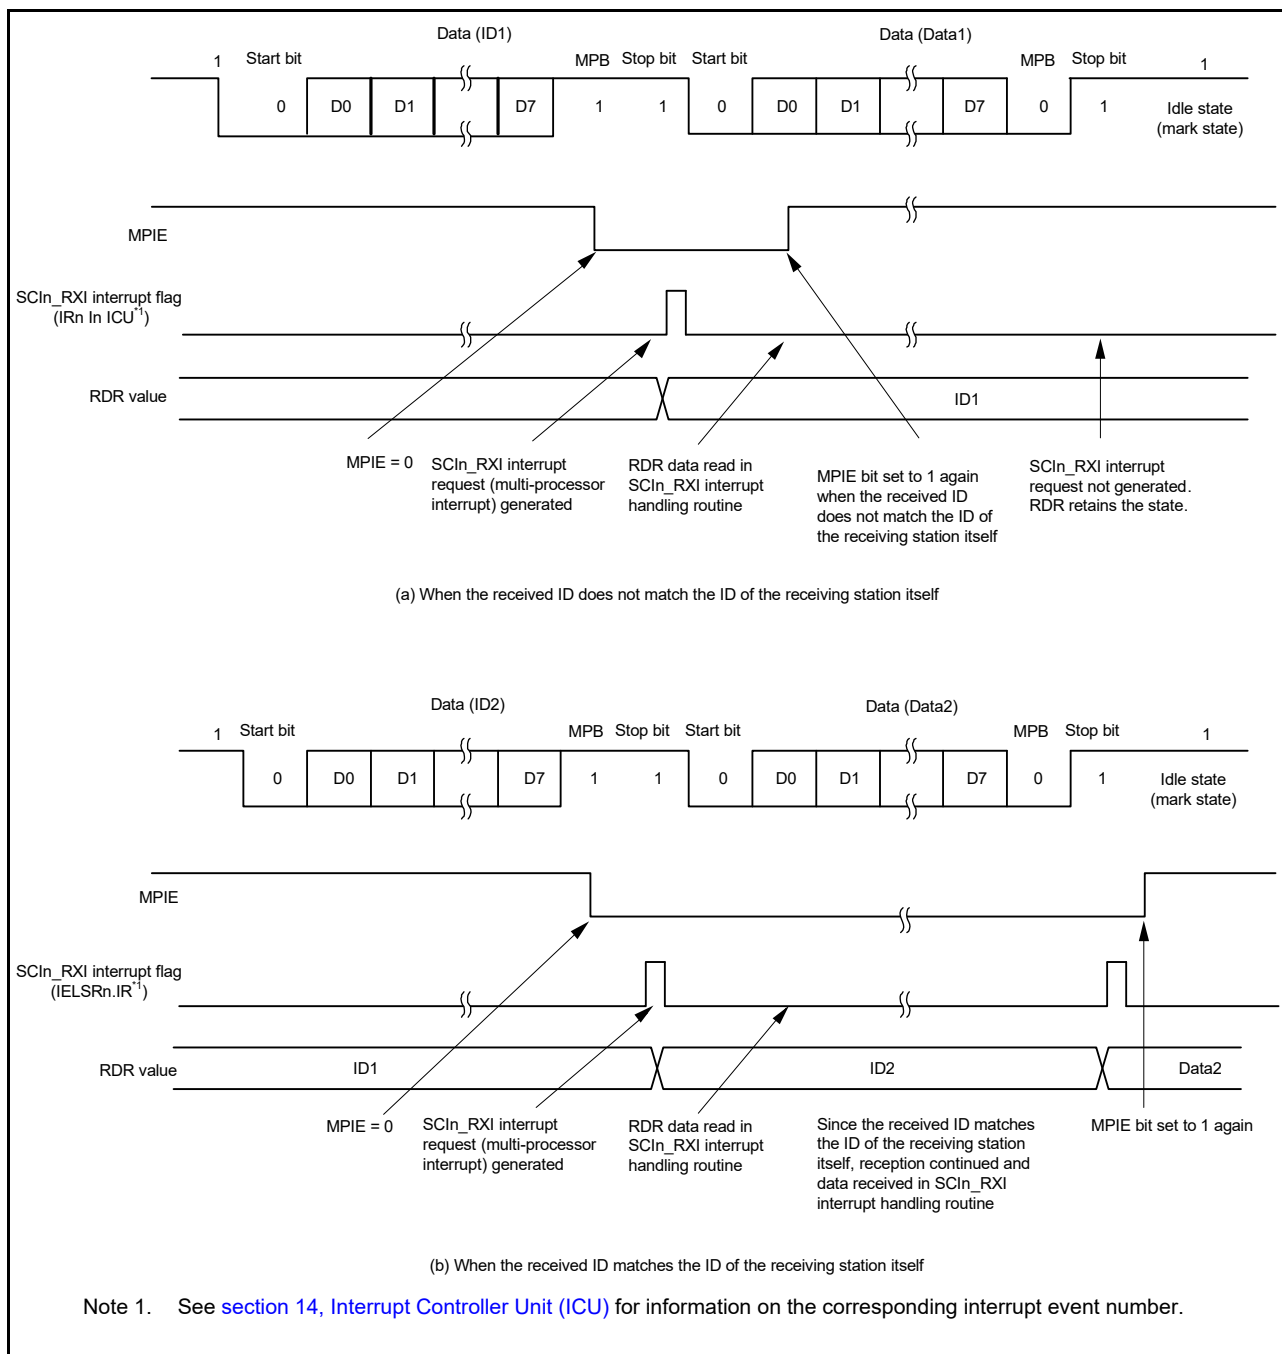 Data (ID1) Data (Data1)
1 Start bit MPB Stop bit Start bit MPB Stop bit 1
0 D0 D1 D7 1 1 0 D0 D1 D7 0 1 Idle state
(mark state)
MPIE
SCIn_RXI interrupt flag
(IRn In ICU*1)
RDR value ID1
MPIE = 0
SCIn_RXI interrupt
request (multi-processor
interrupt) generated
RDR data read in
SCIn_RXI interrupt
handling routine
MPIE bit set to 1 again
when the received ID
does not match the ID of
the receiving station itself
SCIn_RXI interrupt
request not generated.
RDR retains the state.
(a) When the received ID does not match the ID of the receiving station itself
Data (ID2) Data (Data2)
1 Start bit MPB Stop bit Start bit MPB Stop bit 1
0 D0 D1 D7 1 1 0 D0 D1 D7 0 1 Idle state
(mark state)
MPIE
SCIn_RXI interrupt flag
(IELSRn.IR*1)
RDR value ID1 ID2 Data2
MPIE = 0
SCIn_RXI interrupt
request (multi-processor
interrupt) generated
RDR data read in
SCIn_RXI interrupt
handling routine
Since the received ID matches
the ID of the receiving station
itself, reception continued and
data received in SCIn_RXI
interrupt handling routine
MPIE bit set to 1 again
(b) When the received ID matches the ID of the receiving station itself
Note 1. See section 14, Interrupt Controller Unit (ICU) for information on the corresponding interrupt event number.